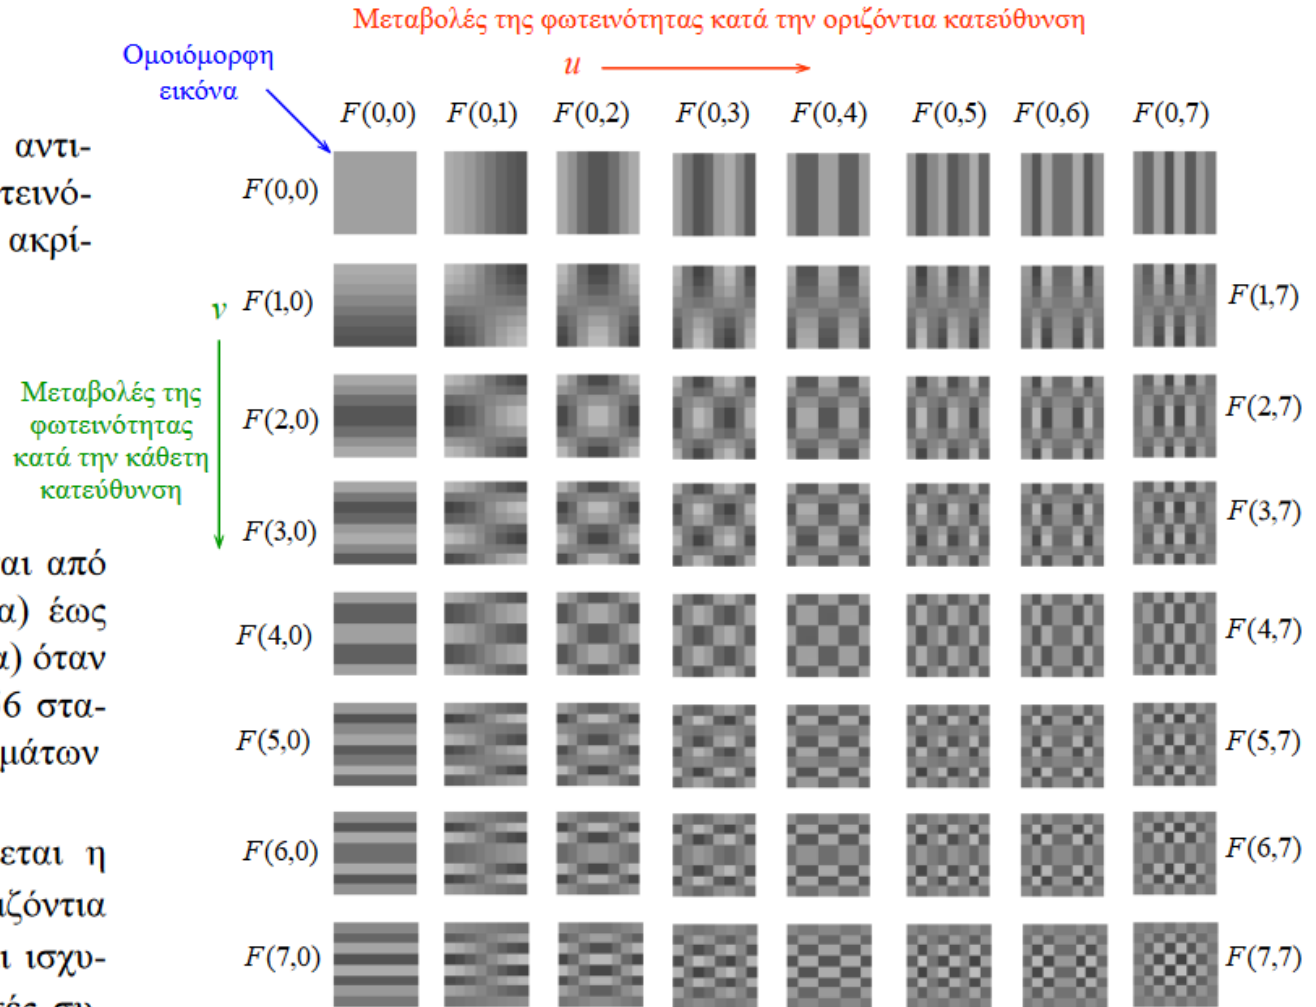 Μεταβολές της φωτεινότητας κατά την οριζόντια κατεύθυνση
Ομοιόμορφη
εικόνα
u
F(0,0) F(0,1) F(0,2) F(0,3) F(0,4) F(0,5) F(0,6) F(0,7)
αντι-
τεινό-
ακρί-
F(0,0)
ν F(1,0) F(1,7)
Μεταβολές της
φωτεινότητας
κατά την κάθετη
κατεύθυνση
F(2,0) F(2,7)
F(3,0) F(3,7)
αι από
α) έως
α) όταν
6 στα-
μάτων
F(4,0) F(4,7)
F(5,0) F(5,7)
εται η
ιζόντια
ι ισχυ-
τές συ-
F(6,0) F(6,7)
F(7,0) F(7,7)